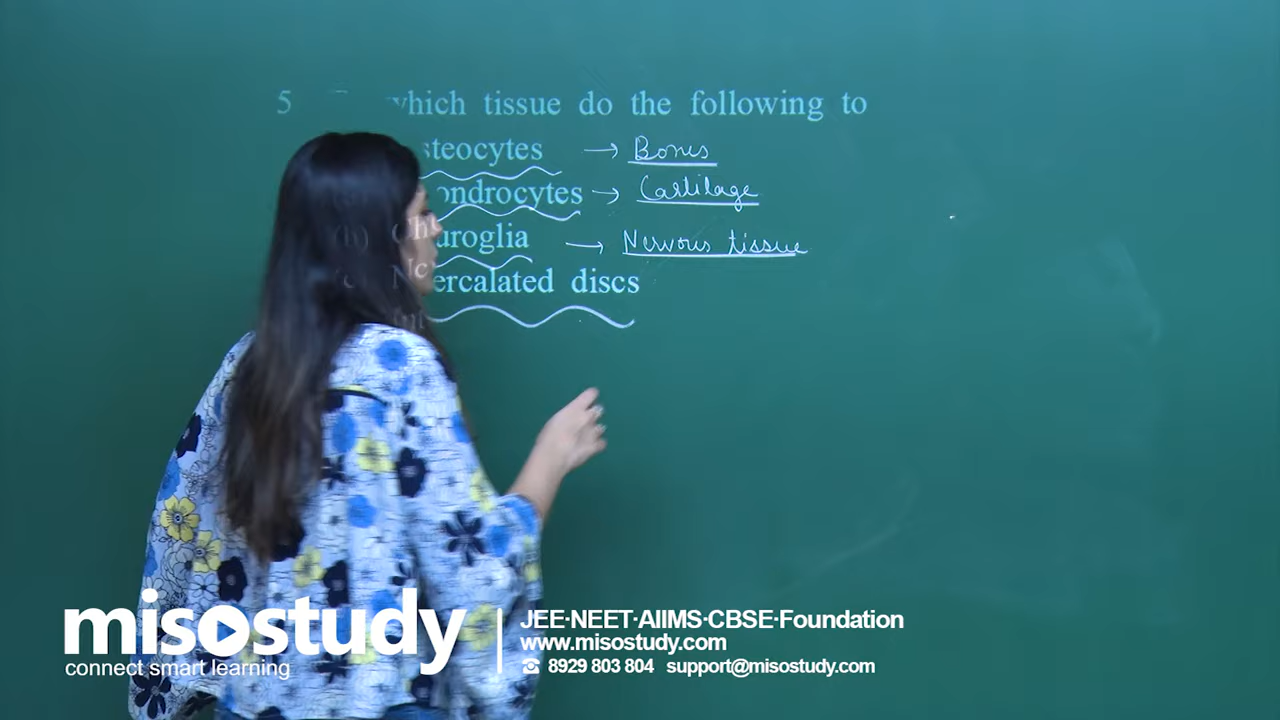 5 which tissue do the following to
steocytes → Bones
ondrocytes → Cartilage
uroglia → Nervous tissue
ercalated discs
misostudy
connect smart learning
JEE·NEET·AIIMS·CBSE·Foundation
www.misostudy.com
8929 803 804 support@misostudy.com